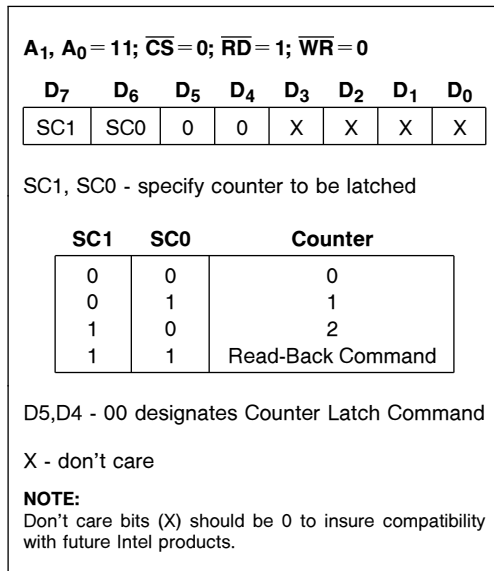 A1, A0 = 11; CS = 0; RD = 1; WR = 0
D7 D6 D5 D4 D3 D2 D1 D0
SC1 SC0 0 0 X X X X
SC1, SC0 - specify counter to be latched
SC1 SC0 Counter
0 0 0
0 1 1
1 0 2
1 1 Read-Back Command
D5,D4 - 00 designates Counter Latch Command
X - don't care
NOTE:
Don't care bits (X) should be 0 to insure compatibility
with future Intel products.